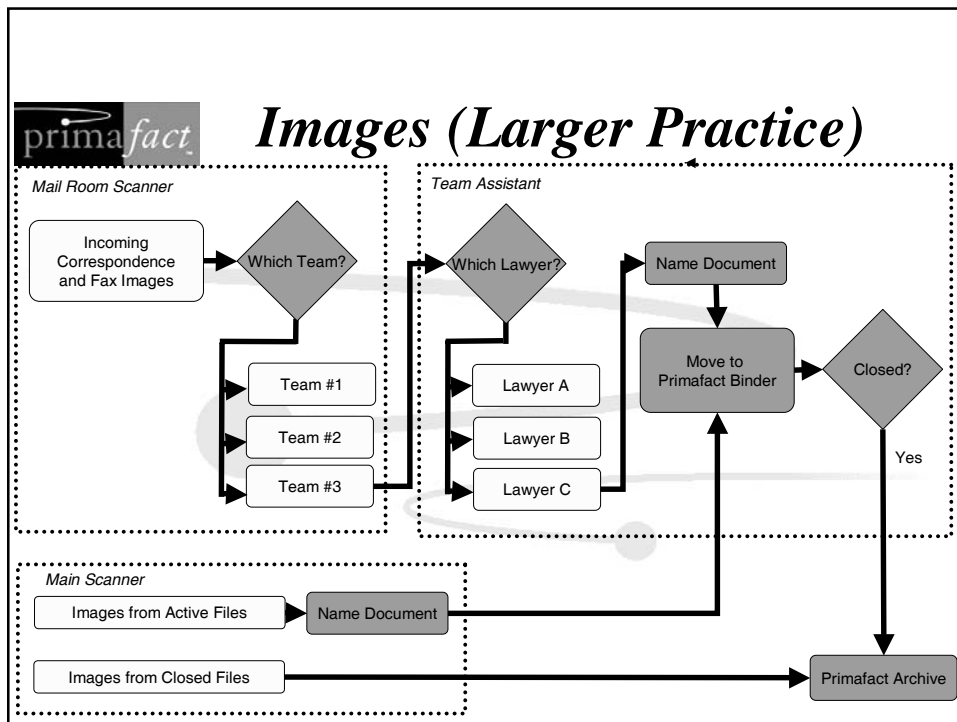 primafact
Images (Larger Practice)
Mail Room Scanner
Incoming
Correspondence
and Fax Images
Which Team?
Team #1
Team #2
Team #3
Team Assistant
Which Lawyer?
Lawyer A
Lawyer B
Lawyer C
Name Document
Move to
Primafact Binder
Closed?
Yes
Main Scanner
Images from Active Files
Name Document
Images from Closed Files
Primafact Archive